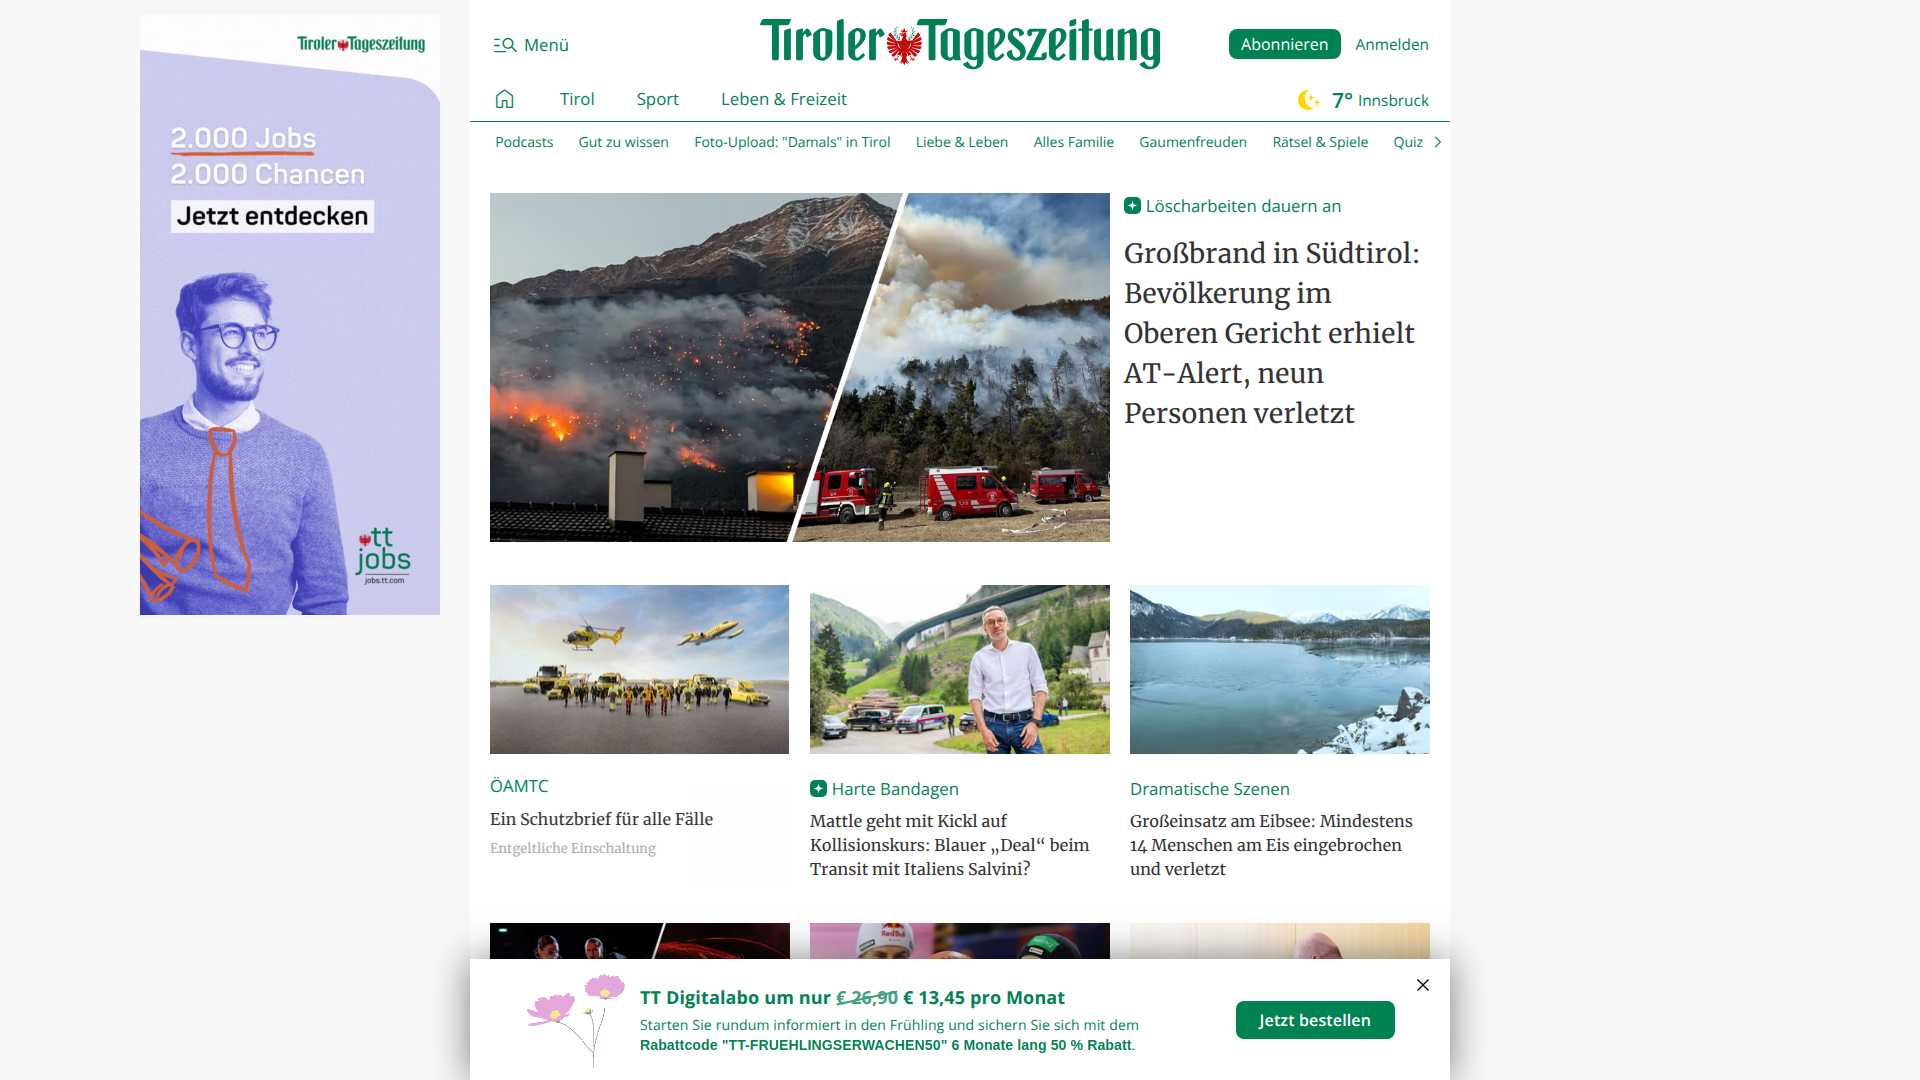 Tiroler Tageszeitung
2.000 Jobs
2.000 Chancen
Jetzt entdecken
tt
jobs
jobs.tt.com
Menü
Tiroler Tageszeitung
Abonnieren
Anmelden
Tirol
Sport
Leben & Freizeit
7° Innsbruck
Podcasts
Gut zu wissen
Foto-Upload: "Damals" in Tirol
Liebe & Leben
Alles Familie
Gaumenfreuden
Rätsel & Spiele
Quiz
Löscharbeiten dauern an
Großbrand in Südtirol:
Bevölkerung im
Oberen Gericht erhielt
AT-Alert, neun
Personen verletzt
ÖAMTC
Ein Schutzbrief für alle Fälle
Entgeltliche Einschaltung
Harte Bandagen
Mattle geht mit Kickl auf
Kollisionskurs: Blauer „Deal“ beim
Transit mit Italiens Salvini?
Dramatische Szenen
Großeinsatz am Eibsee: Mindestens
14 Menschen am Eis eingebrochen
und verletzt
Red Bull
TT Digitalabo um nur € 26,90 € 13,45 pro Monat
Starten Sie rundum informiert in den Frühling und sichern Sie sich mit dem
Rabattcode "TT-FRUEHLINGSERWACHEN50" 6 Monate lang 50 % Rabatt.
Jetzt bestellen